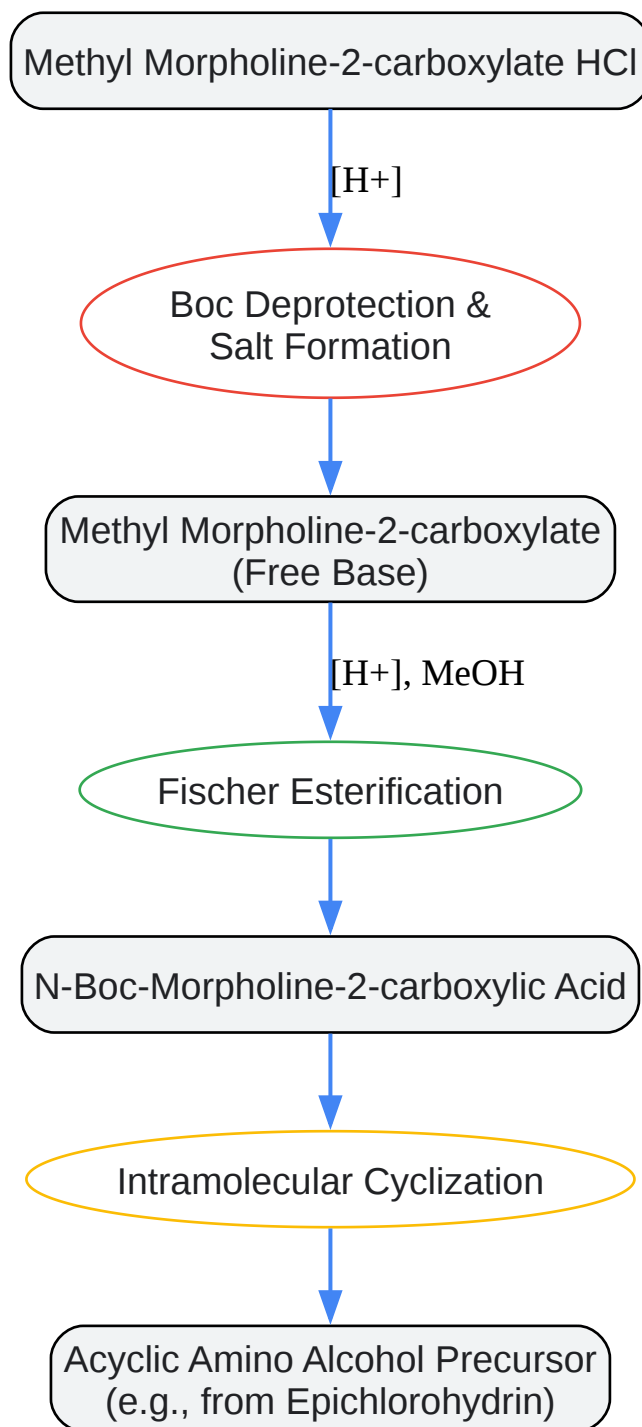 Methyl Morpholine-2-carboxylate HCl
[H+]
Boc Deprotection &
Salt Formation
Methyl Morpholine-2-carboxylate
(Free Base)
[H+], MeOH
Fischer Esterification
N-Boc-Morpholine-2-carboxylic Acid
Intramolecular Cyclization
Acyclic Amino Alcohol Precursor
(e.g., from Epichlorohydrin)